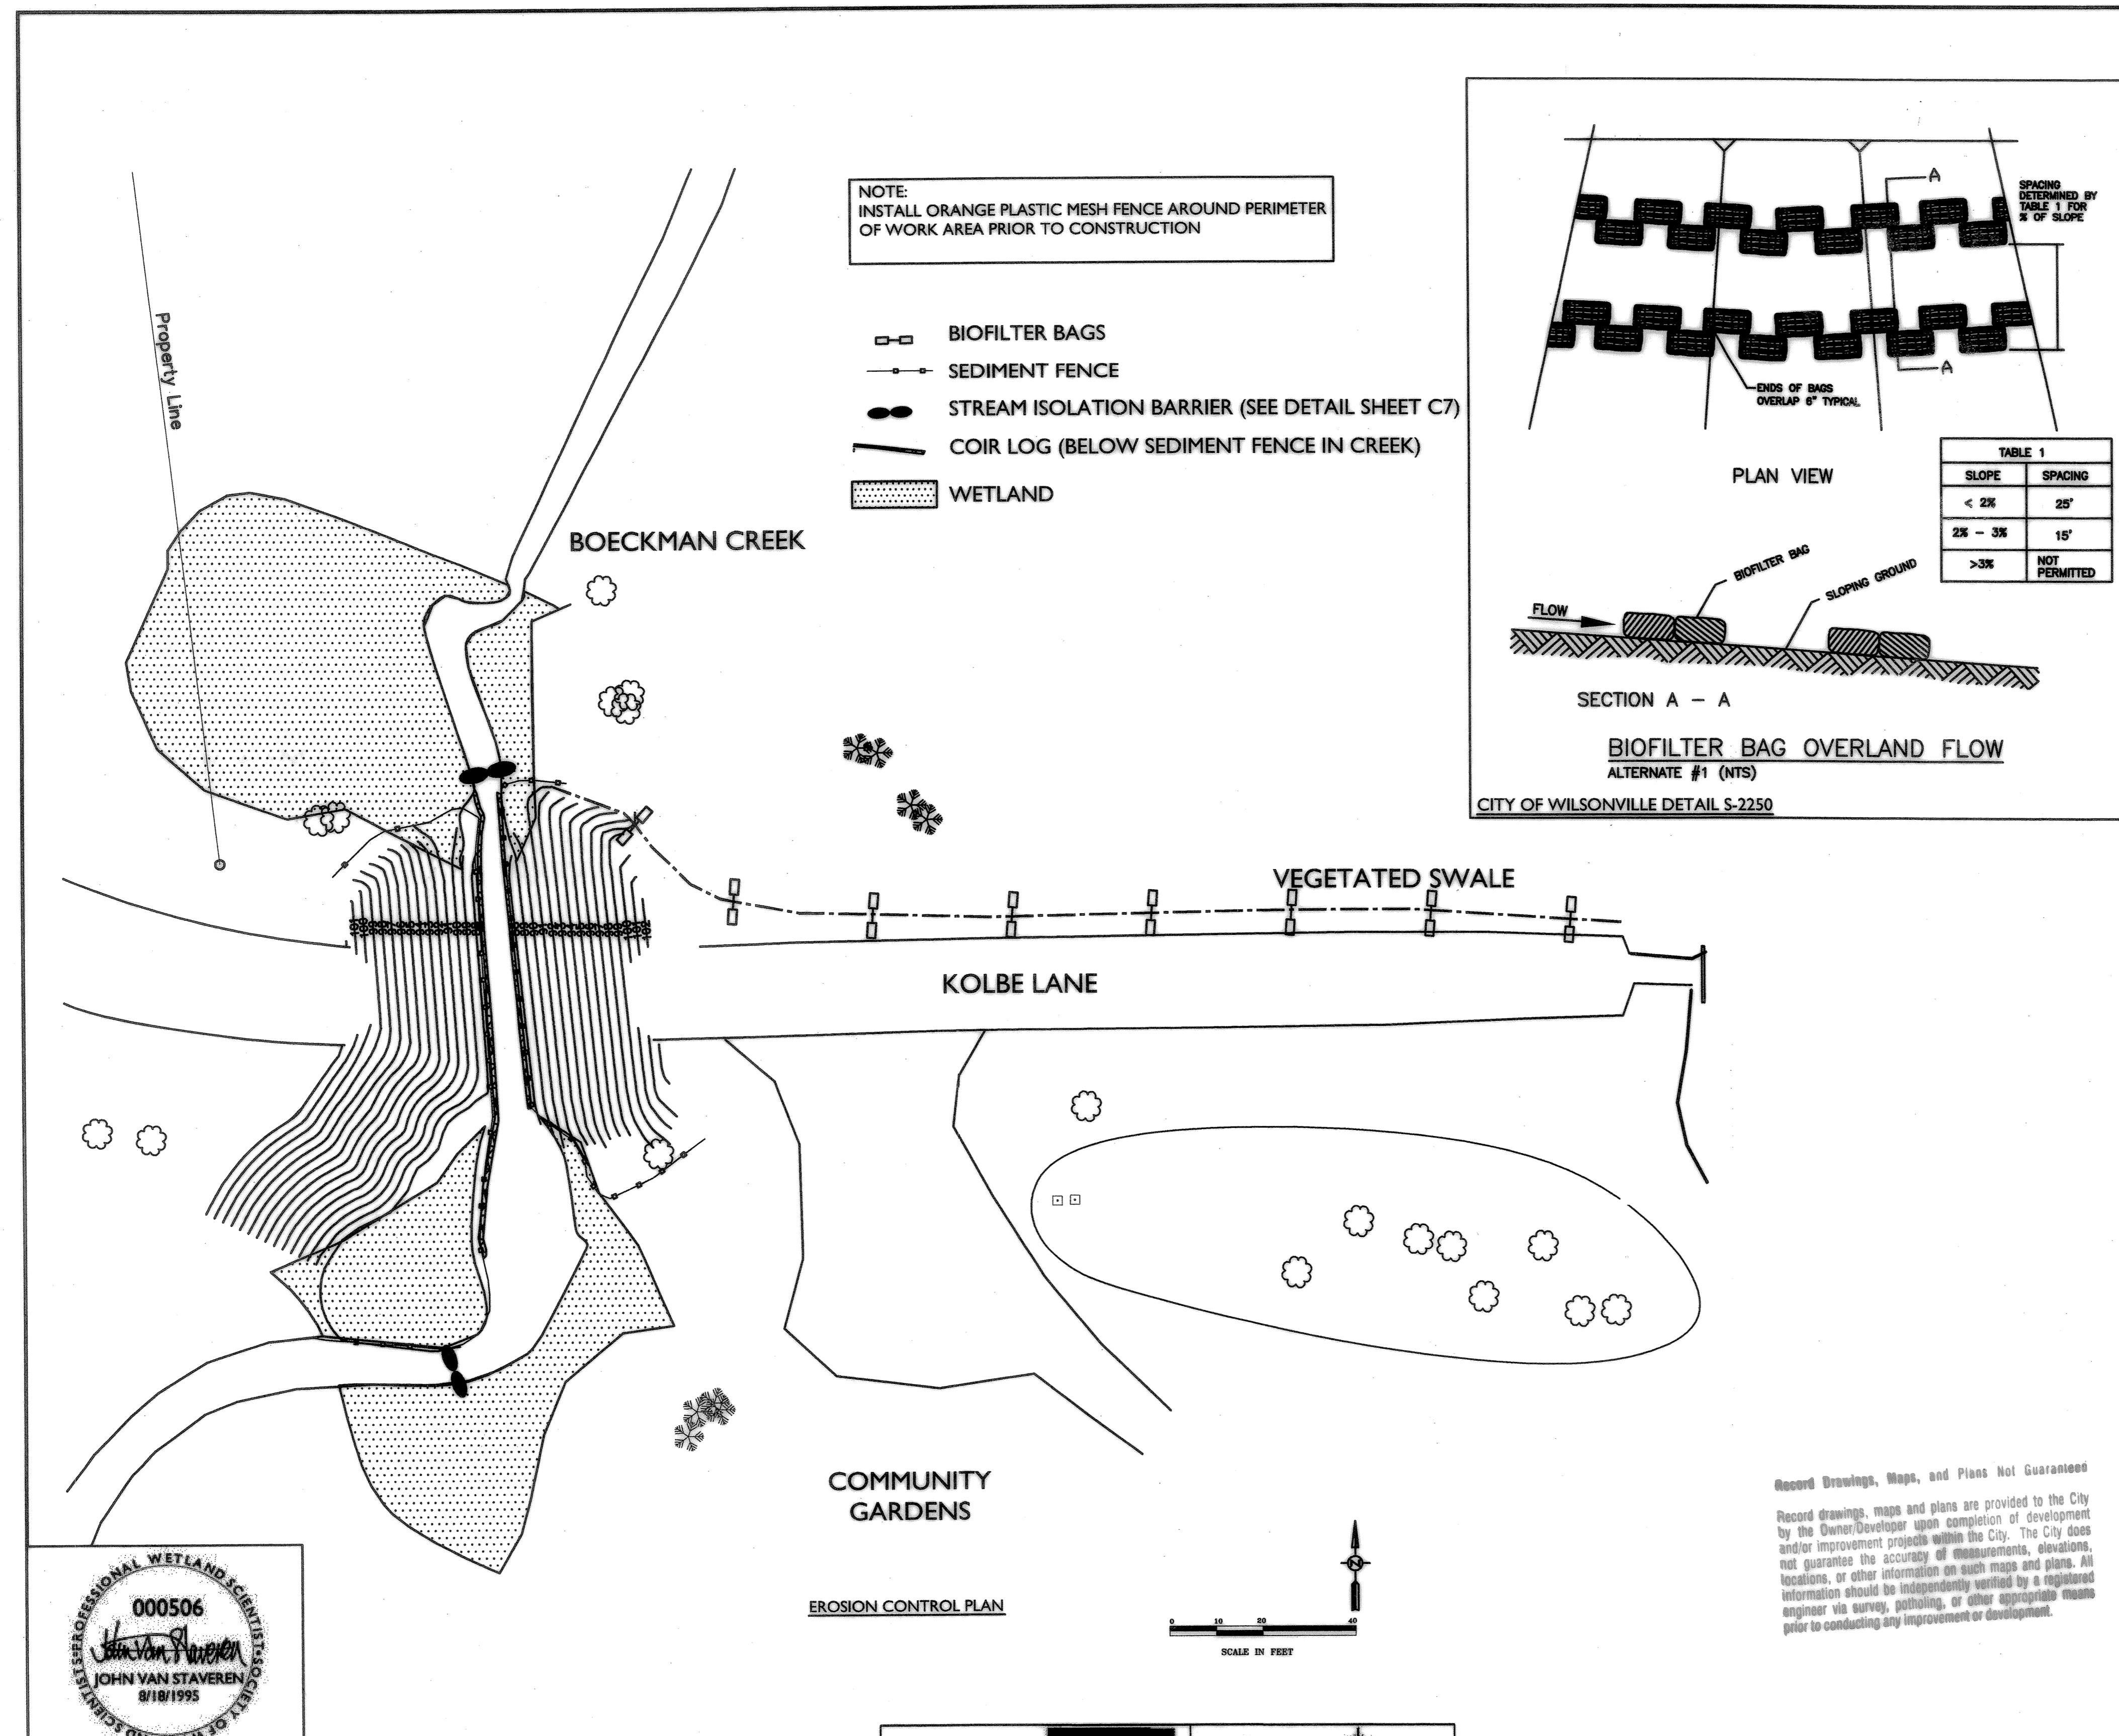 NOTE:
INSTALL ORANGE PLASTIC MESH FENCE AROUND PERIMETER
OF WORK AREA PRIOR TO CONSTRUCTION
BIOFILTER BAGS
SEDIMENT FENCE
STREAM ISOLATION BARRIER (SEE DETAIL SHEET C7)
COIR LOG (BELOW SEDIMENT FENCE IN CREEK)
WETLAND
Property Line
BOECKMAN CREEK
VEGETATED SWALE
KOLBE LANE
COMMUNITY
GARDENS
EROSION CONTROL PLAN
N
0 10 20 40
SCALE IN FEET
A
SPACING
DETERMINED BY
TABLE 1 FOR
% OF SLOPE
A
ENDS OF BAGS
OVERLAP 6" TYPICAL
PLAN VIEW
TABLE 1
SLOPE SPACING
< 2% 25'
2% - 3% 15'
>3% NOT
PERMITTED
BIOFILTER BAG
SLOPING GROUND
FLOW
SECTION A - A
BIOFILTER BAG OVERLAND FLOW
ALTERNATE #1 (NTS)
CITY OF WILSONVILLE DETAIL S-2250
Record Drawings, Maps, and Plans Not Guaranteed
Record drawings, maps and plans are provided to the City
by the Owner/Developer upon completion of development
and/or improvement projects within the City. The City does
not guarantee the accuracy of measurements, elevations,
locations, or other information on such maps and plans. All
information should be independently verified by a registered
engineer via survey, potholing, or other appropriate means
prior to conducting any improvement or development.
PROFESSIONAL WETLAND SCIENTIST
SOCIETY OF
000506
John Van Staveren
JOHN VAN STAVEREN
8/18/1995